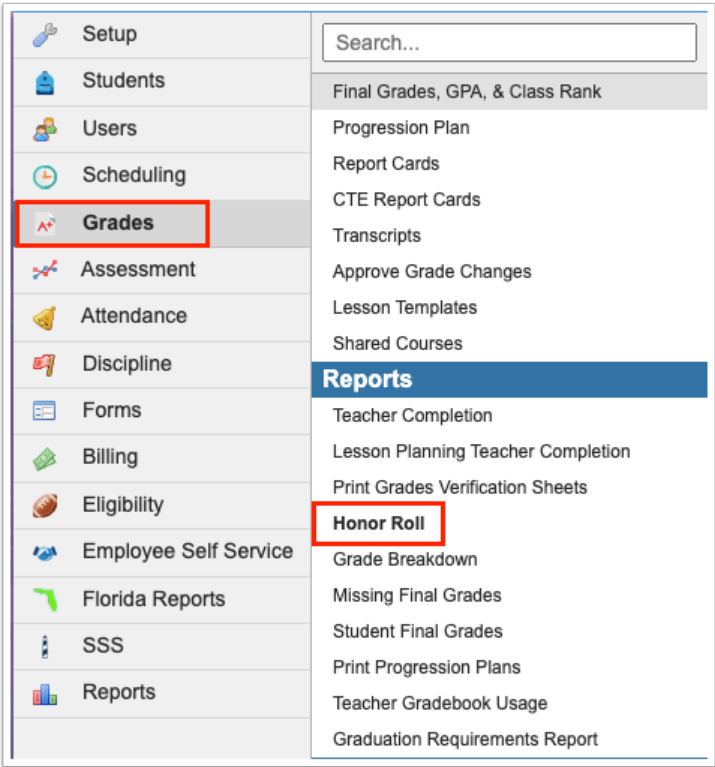 Setup
Students
Users
Scheduling
A+
Grades
Assessment
Attendance
Discipline
Forms
Billing
Eligibility
Employee Self Service
Florida Reports
SSS
Reports
Search...
Final Grades, GPA, & Class Rank
Progression Plan
Report Cards
CTE Report Cards
Transcripts
Approve Grade Changes
Lesson Templates
Shared Courses
Reports
Teacher Completion
Lesson Planning Teacher Completion
Print Grades Verification Sheets
Honor Roll
Grade Breakdown
Missing Final Grades
Student Final Grades
Print Progression Plans
Teacher Gradebook Usage
Graduation Requirements Report